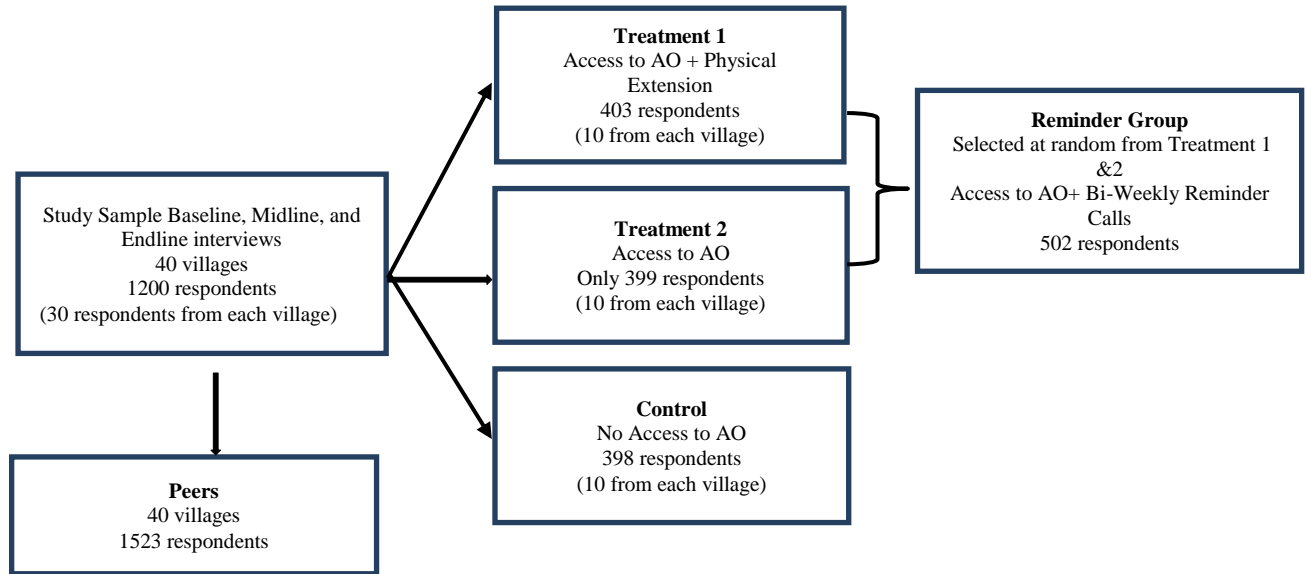 Study Sample Baseline, Midline, and
Endline interviews
40 villages
1200 respondents
(30 respondents from each village)
Peers
40 villages
1523 respondents
Treatment 1
Access to AO + Physical
Extension
403 respondents
(10 from each village)
Treatment 2
Access to AO
Only 399 respondents
(10 from each village)
Control
No Access to AO
398 respondents
(10 from each village)
Reminder Group
Selected at random from Treatment 1
&2
Access to AO+ Bi-Weekly Reminder
Calls
502 respondents